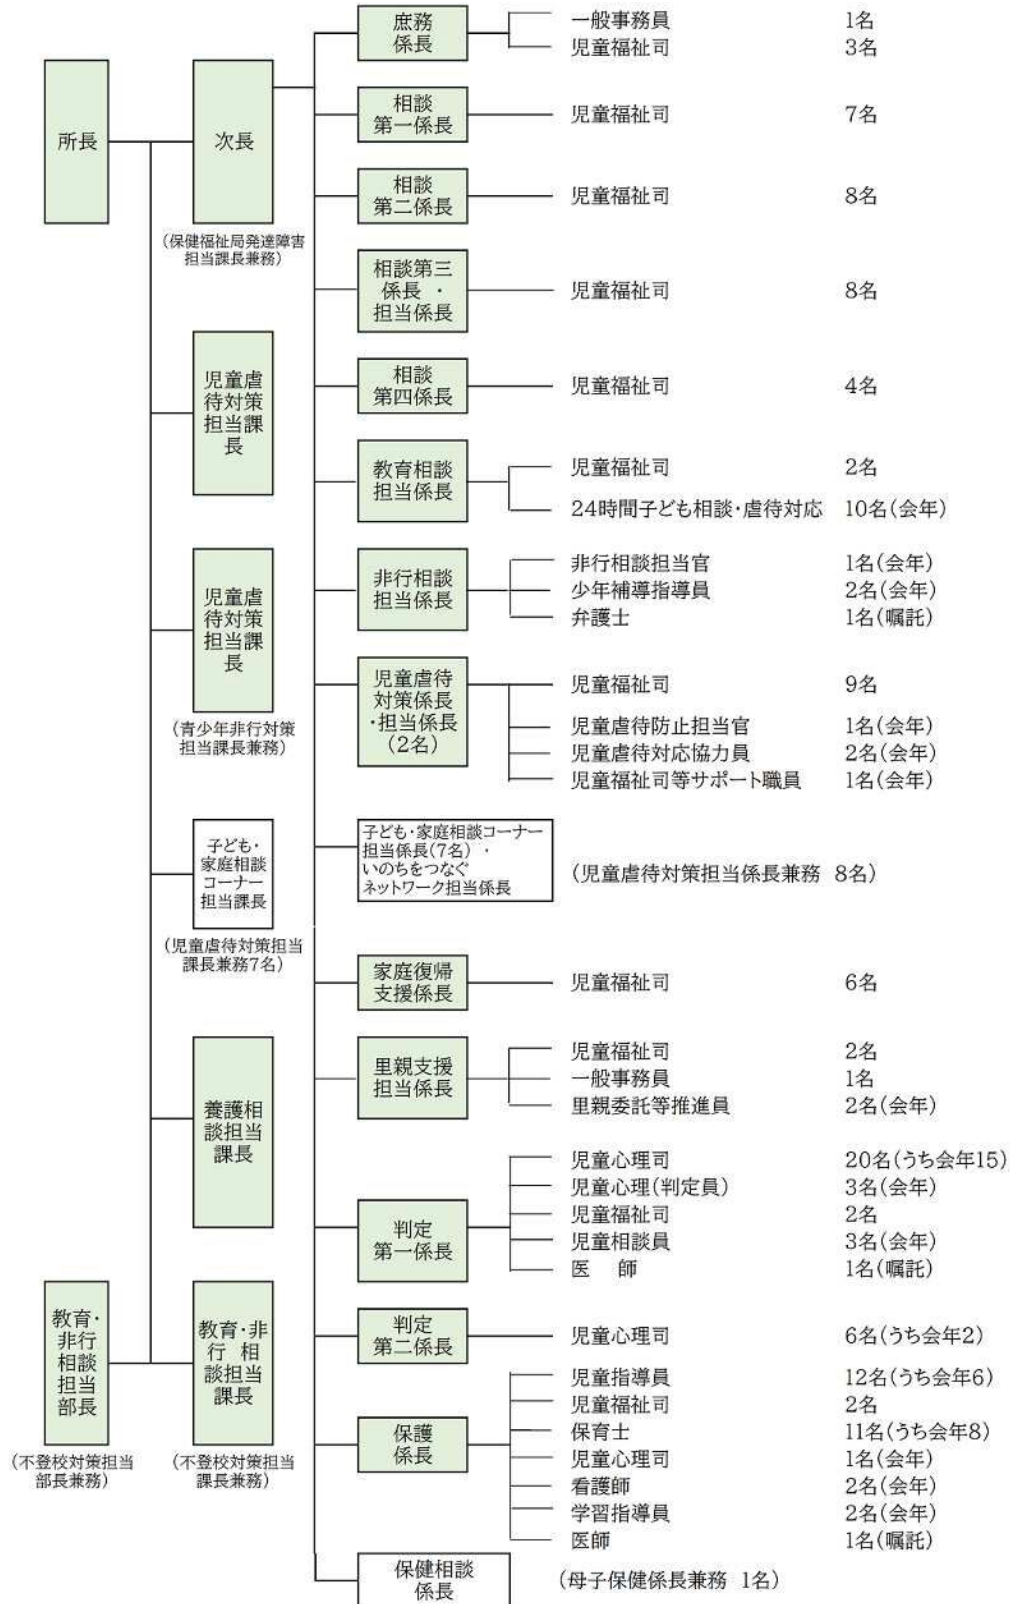 所長
次長
(保健福祉局発達障害
担当課長兼務)
児童虐
待対策
担当課
長
児童虐
待対策
担当課
長
(青少年非行対策
担当課長兼務)
子ども・
家庭相談
コーナー
担当課長
(児童虐待対策担当
課長兼務7名)
養護相
談担当
課長
教育・
非行
相談
担当
部長
(不登校対策担当
部長兼務)
教育・非
行 相
談担当
課長
(不登校対策担当
課長兼務)
庶務
係長
一般事務員 1名
児童福祉司 3名
相談
第一係長
児童福祉司 7名
相談
第二係長
児童福祉司 8名
相談第三
係長 ・
担当係長
児童福祉司 8名
相談
第四係長
児童福祉司 4名
教育相談
担当係長
児童福祉司 2名
24時間子ども相談・虐待対応 10名(会年)
非行相談
担当係長
非行相談担当官 1名(会年)
少年補導指導員 2名(会年)
弁護士 1名(嘱託)
児童虐待
対策係長
・担当係長
(2名)
児童福祉司 9名
児童虐待防止担当官 1名(会年)
児童虐待対応協力員 2名(会年)
児童福祉司等サポート職員 1名(会年)
子ども・家庭相談コーナー
担当係長(7名) ・
いのちをつなぐ
ネットワーク担当係長
(児童虐待対策担当係長兼務 8名)
家庭復帰
支援係長
児童福祉司 6名
里親支援
担当係長
児童福祉司 2名
一般事務員 1名
里親委託等推進員 2名(会年)
判定
第一係長
児童心理司 20名(うち会年15)
児童心理(判定員) 3名(会年)
児童福祉司 2名
児童相談員 3名(会年)
医 師 1名(嘱託)
判定
第二係長
児童心理司 6名(うち会年2)
保護
係長
児童指導員 12名(うち会年6)
児童福祉司 2名
保育士 11名(うち会年8)
児童心理司 1名(会年)
看護師 2名(会年)
学習指導員 2名(会年)
医師 1名(嘱託)
保健相談
係長
(母子保健係長兼務 1名)